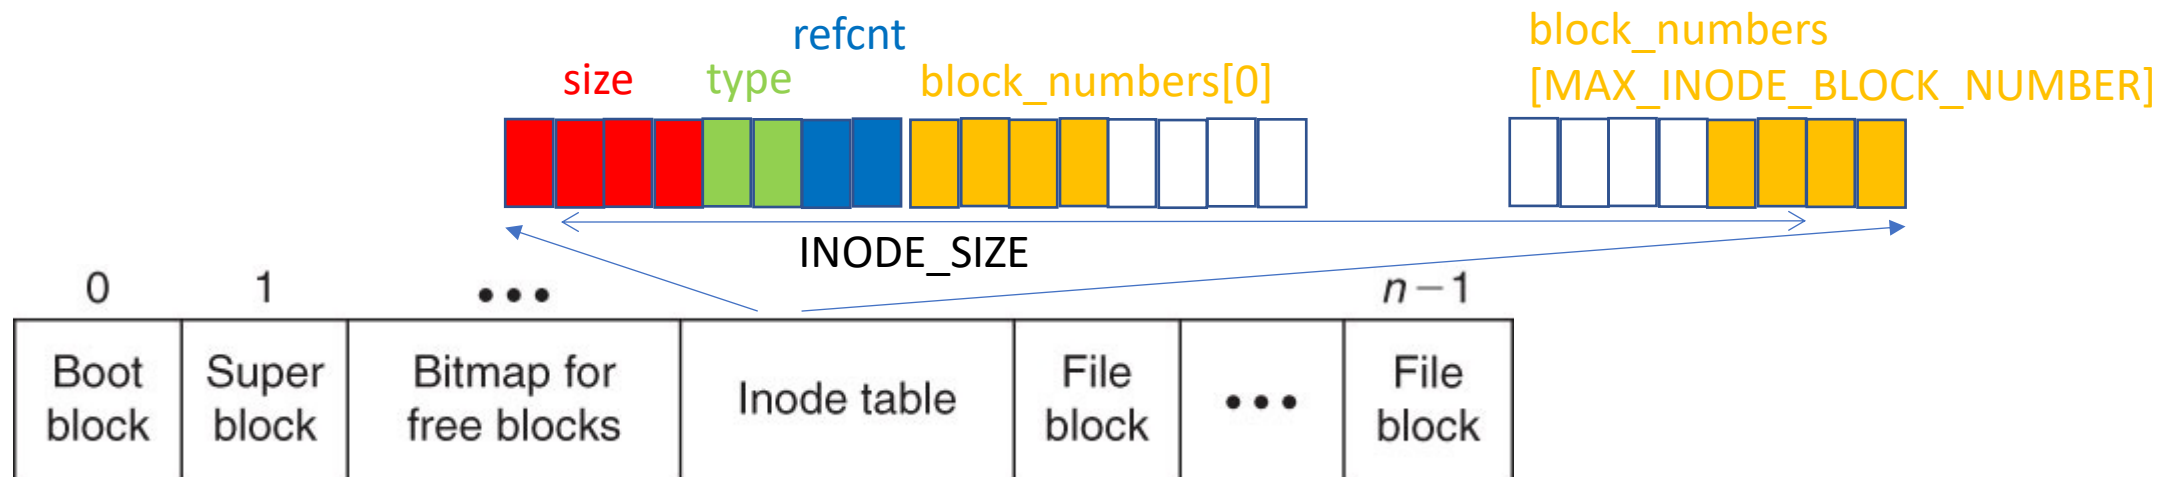 refcnt
block_numbers
size
type
block_numbers[0]
[MAX_INODE_BLOCK_NUMBER]
INODE_SIZE
0
1
•••
n−1
Boot
block
Super
block
Bitmap for
free blocks
Inode table
File
block
•••
File
block